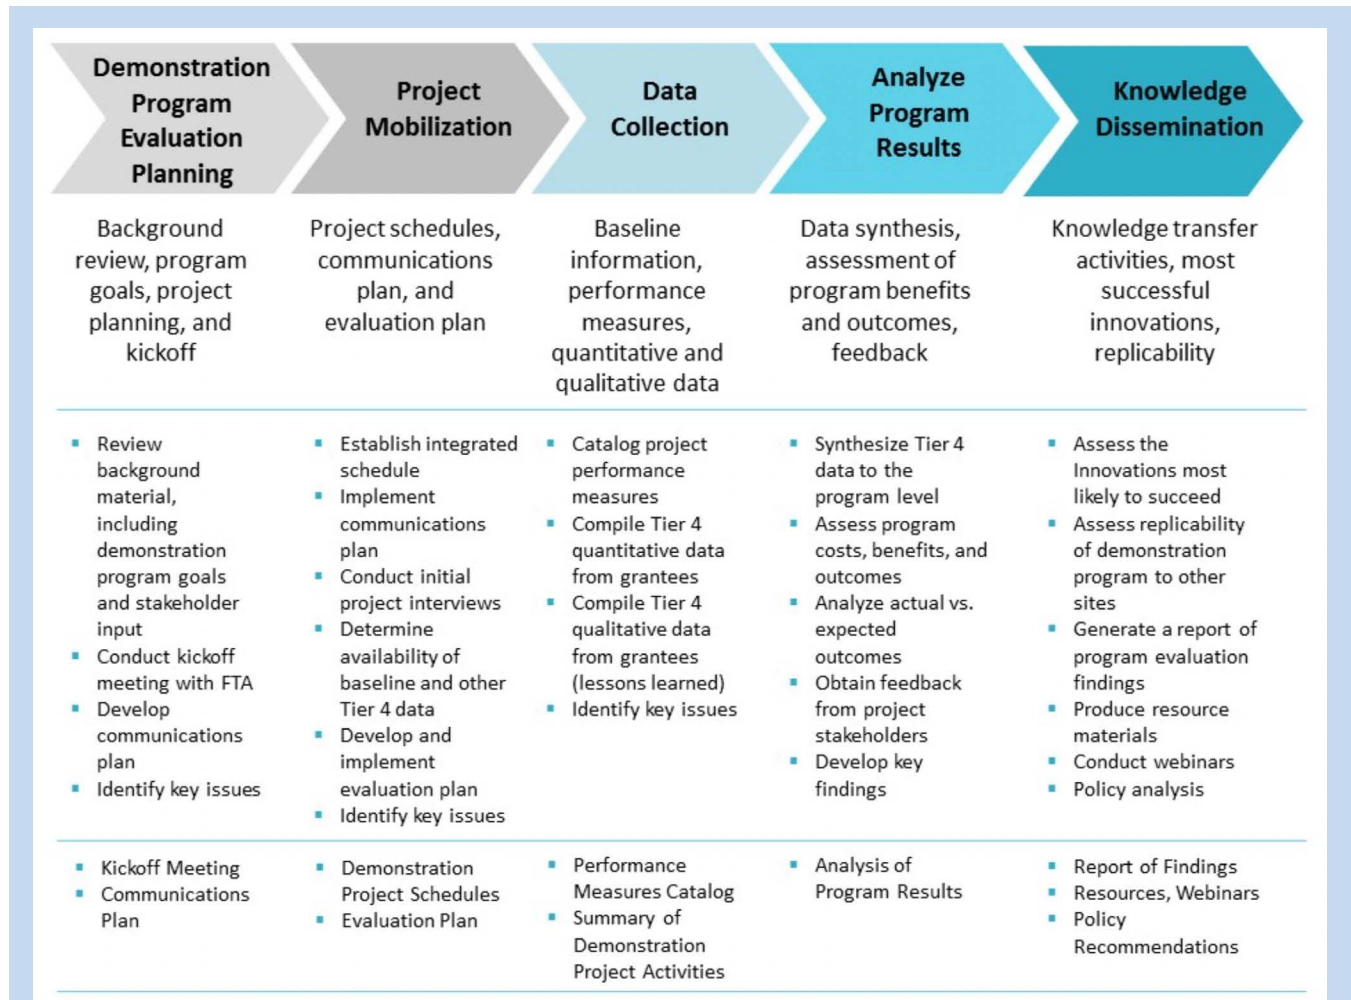 Demonstration
Program
Evaluation
Planning
Project
Mobilization
Data
Collection
Analyze
Program
Results
Knowledge
Dissemination
Background
review, program
goals, project
planning, and
kickoff
Project schedules,
communications
plan, and
evaluation plan
Baseline
information,
performance
measures,
quantitative and
qualitative data
Data synthesis,
assessment of
program benefits
and outcomes,
feedback
Knowledge transfer
activities, most
successful
innovations,
replicability
▪ Review
background
material,
including
demonstration
program goals
and stakeholder
input
▪ Conduct kickoff
meeting with FTA
▪ Develop
communications
plan
▪ Identify key issues
▪ Establish integrated
schedule
▪ Implement
communications
plan
▪ Conduct initial
project interviews
▪ Determine
availability of
baseline and other
Tier 4 data
▪ Develop and
implement
evaluation plan
▪ Identify key issues
▪ Catalog project
performance
measures
▪ Compile Tier 4
quantitative data
from grantees
▪ Compile Tier 4
qualitative data
from grantees
(lessons learned)
▪ Identify key issues
▪ Synthesize Tier 4
data to the
program level
▪ Assess program
costs, benefits, and
outcomes
▪ Analyze actual vs.
expected
outcomes
▪ Obtain feedback
from project
stakeholders
▪ Develop key
findings
▪ Assess the
Innovations most
likely to succeed
▪ Assess replicability
of demonstration
program to other
sites
▪ Generate a report of
program evaluation
findings
▪ Produce resource
materials
▪ Conduct webinars
▪ Policy analysis
▪ Kickoff Meeting
▪ Communications
Plan
▪ Demonstration
Project Schedules
▪ Evaluation Plan
▪ Performance
Measures Catalog
▪ Summary of
Demonstration
Project Activities
▪ Analysis of
Program Results
▪ Report of Findings
▪ Resources, Webinars
▪ Policy
Recommendations